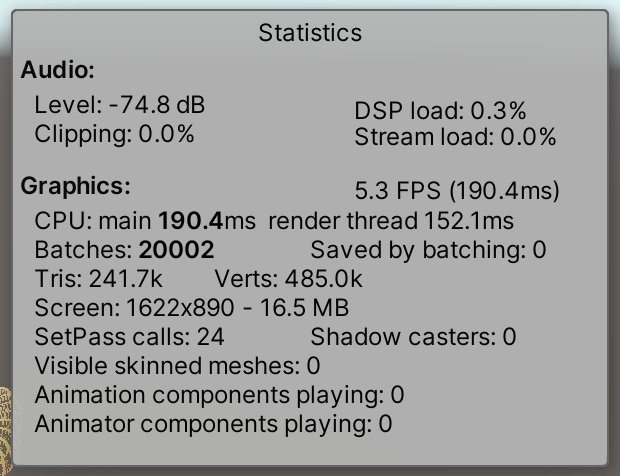 Statistics
Audio:
Level: -74.8 dB
DSP load: 0.3%
Clipping: 0.0%
Stream load: 0.0%
Graphics:
5.3 FPS (190.4ms)
CPU: main 190.4ms render thread 152.1ms
Batches: 20002 Saved by batching: 0
Tris: 241.7k Verts: 485.0k
Screen: 1622x890 - 16.5 MB
SetPass calls: 24 Shadow casters: 0
Visible skinned meshes: 0
Animation components playing: 0
Animator components playing: 0